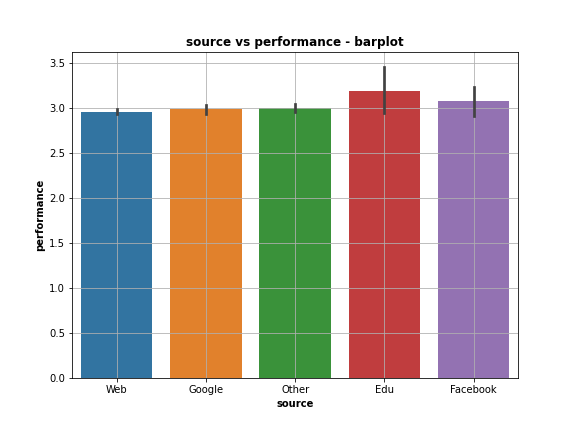 source vs performance - barplot
performance
3.5
3.0
2.5
2.0
1.5
1.0
0.5
0.0
Web Google Other Edu Facebook
source